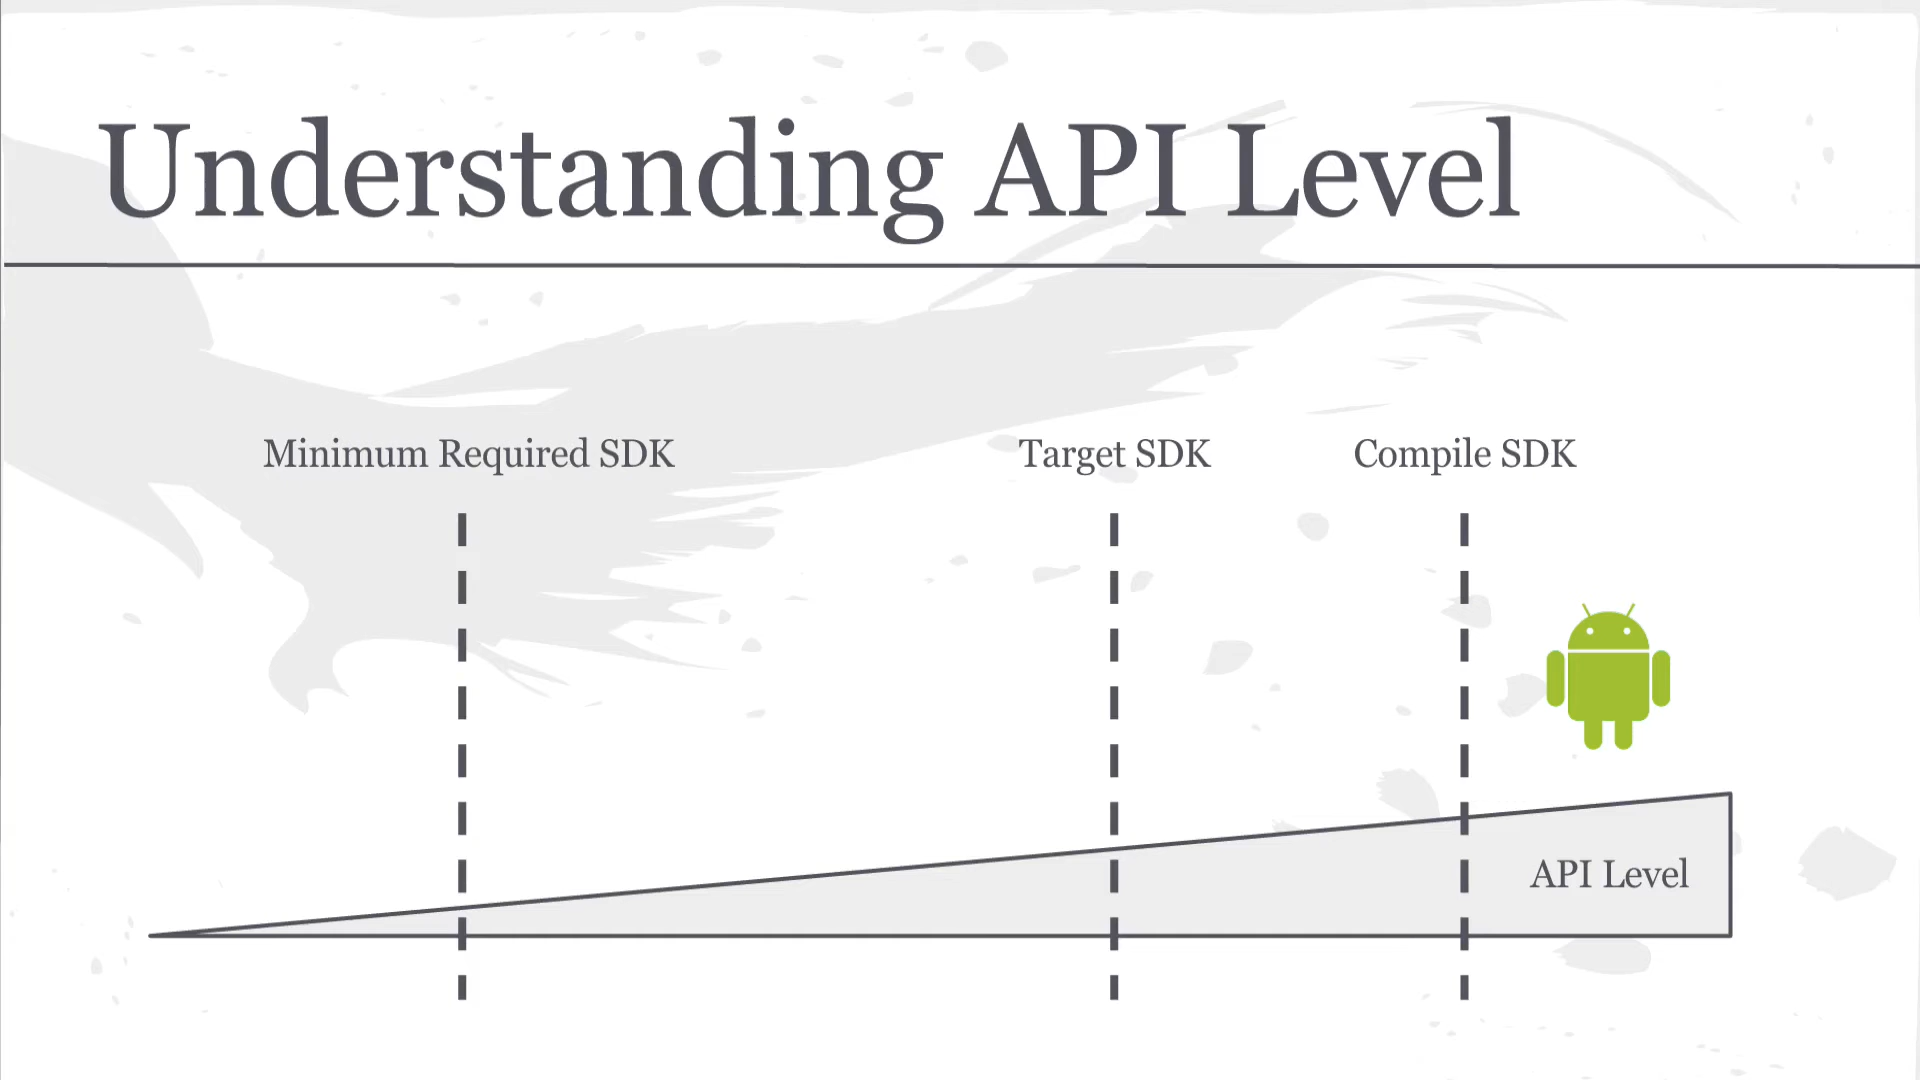 Understanding API Level
Minimum Required SDK
Target SDK
Compile SDK
API Level